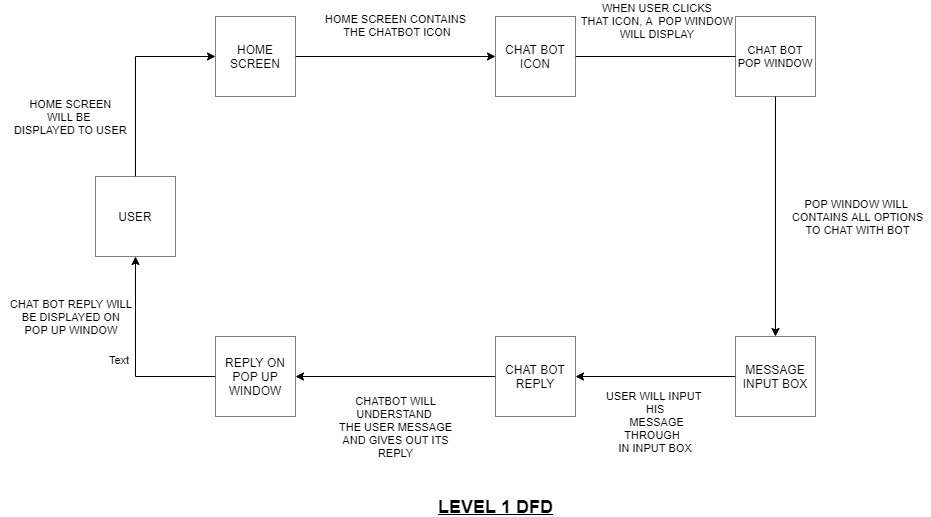 HOME
SCREEN
HOME SCREEN CONTAINS
THE CHATBOT ICON
CHAT BOT
ICON
WHEN USER CLICKS
THAT ICON, A POP WINDOW
WILL DISPLAY
CHAT BOT
POP WINDOW
HOME SCREEN
WILL BE
DISPLAYED TO USER
USER
POP WINDOW WILL
CONTAINS ALL OPTIONS
TO CHAT WITH BOT
CHAT BOT REPLY WILL
BE DISPLAYED ON
POP UP WINDOW
Text
REPLY ON
POP UP
WINDOW
CHATBOT WILL
UNDERSTAND
THE USER MESSAGE
AND GIVES OUT ITS
REPLY
CHAT BOT
REPLY
USER WILL INPUT
HIS
MESSAGE
THROUGH
IN INPUT BOX
MESSAGE
INPUT BOX
LEVEL 1 DFD